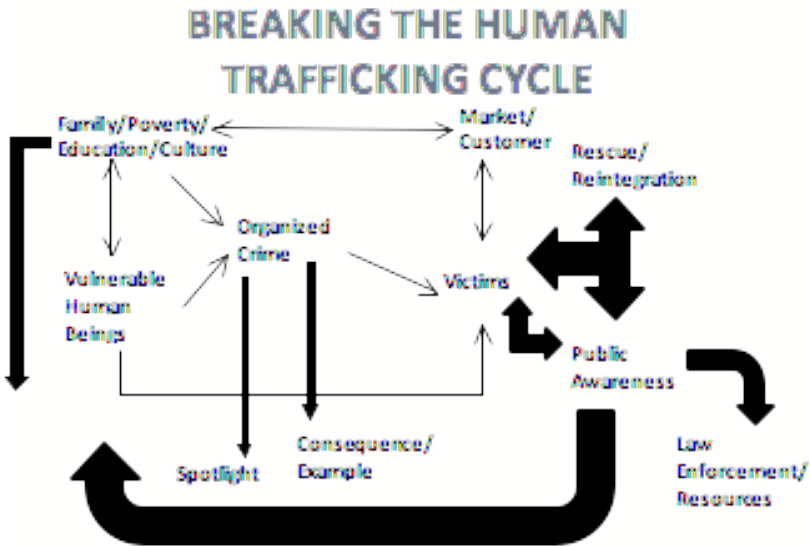 BREAKING THE HUMAN
TRAFFICKING CYCLE
Family/Poverty/
Education/Culture
Market/
Customer
Rescue/
Reintegration
Organized
Crime
Vulnerable
Human
Beings
Victims
Public
Awareness
Consequence/
Example
Spotlight
Law
Enforcement/
Resources